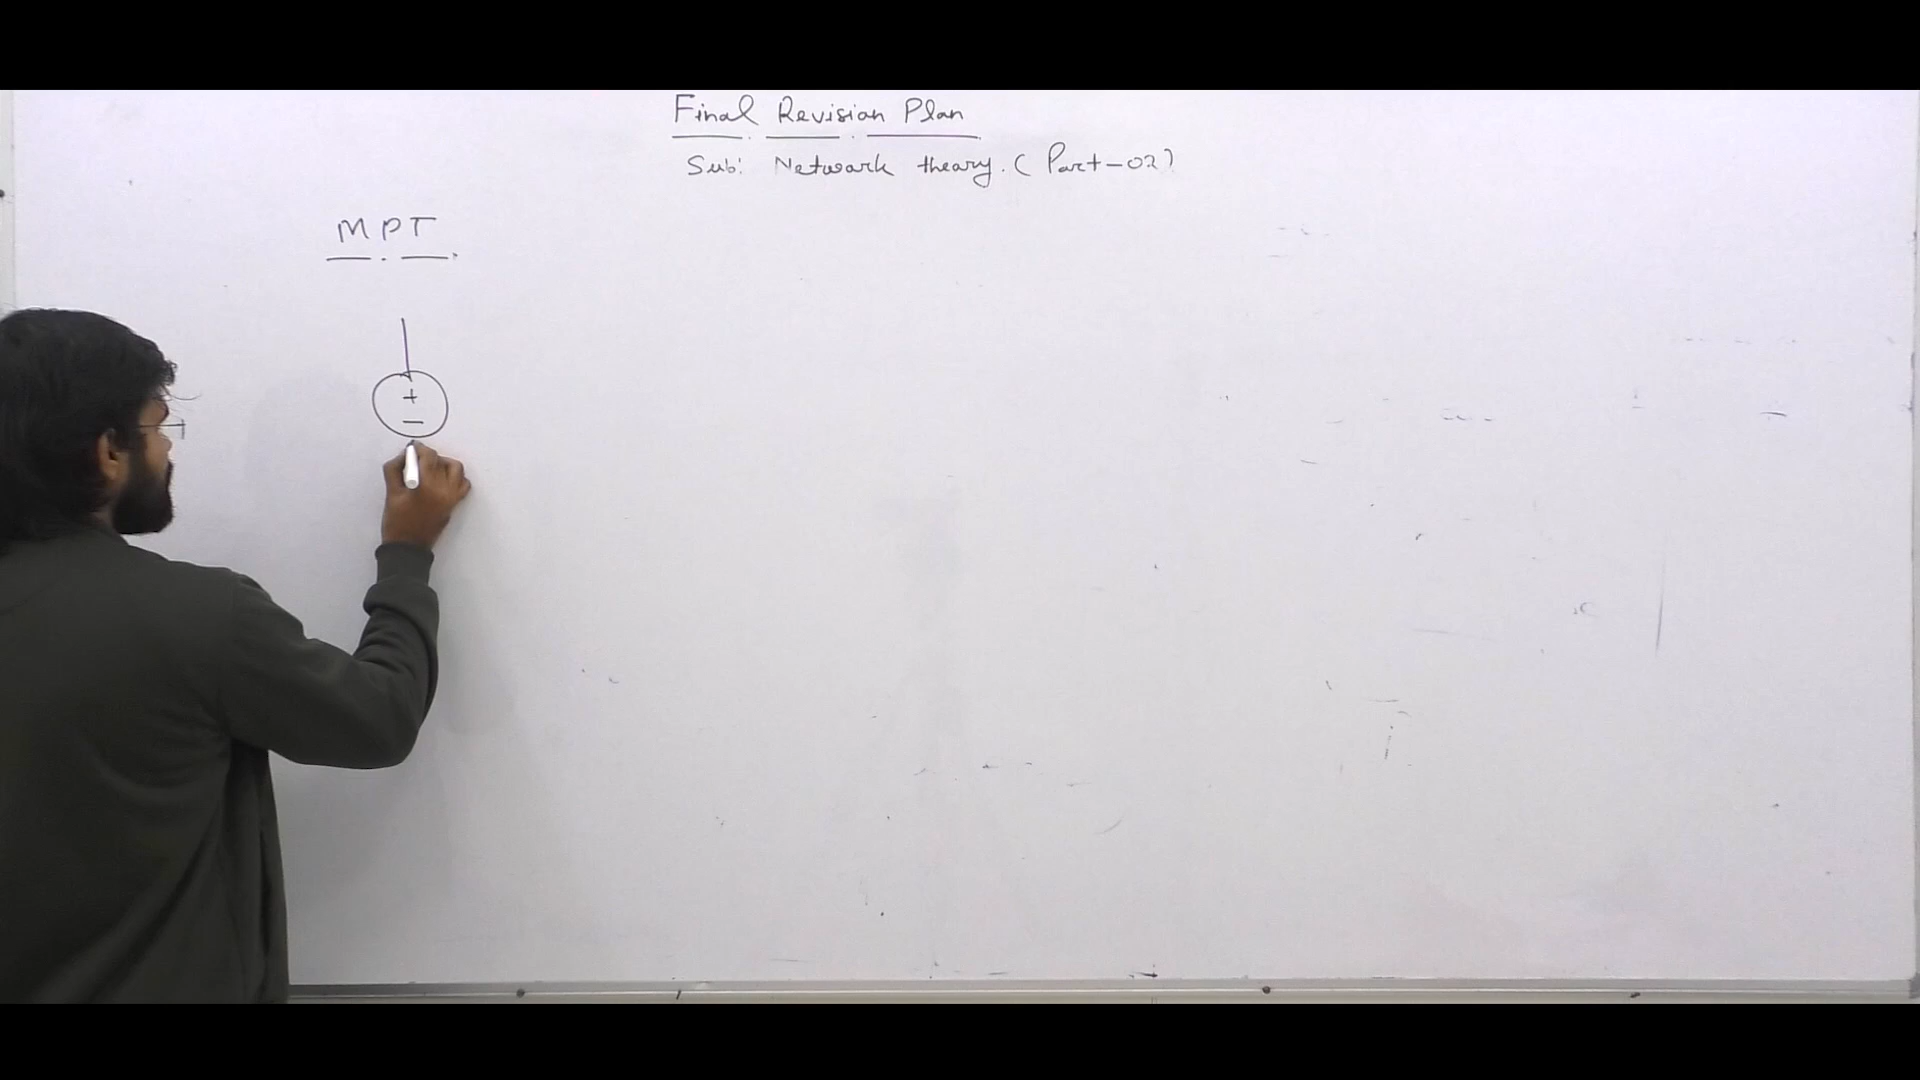 Final Revision Plan
Sub: Network theory. (Part-02)
MPT
+
-